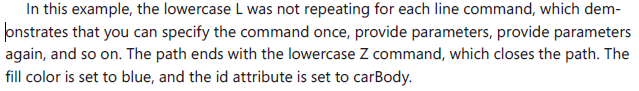 In this example, the lowercase L was not repeating for each line command, which dem-
onstrates that you can specify the command once, provide parameters, provide parameters
again, and so on. The path ends with the lowercase Z command, which closes the path. The
fill color is set to blue, and the id attribute is set to carBody.